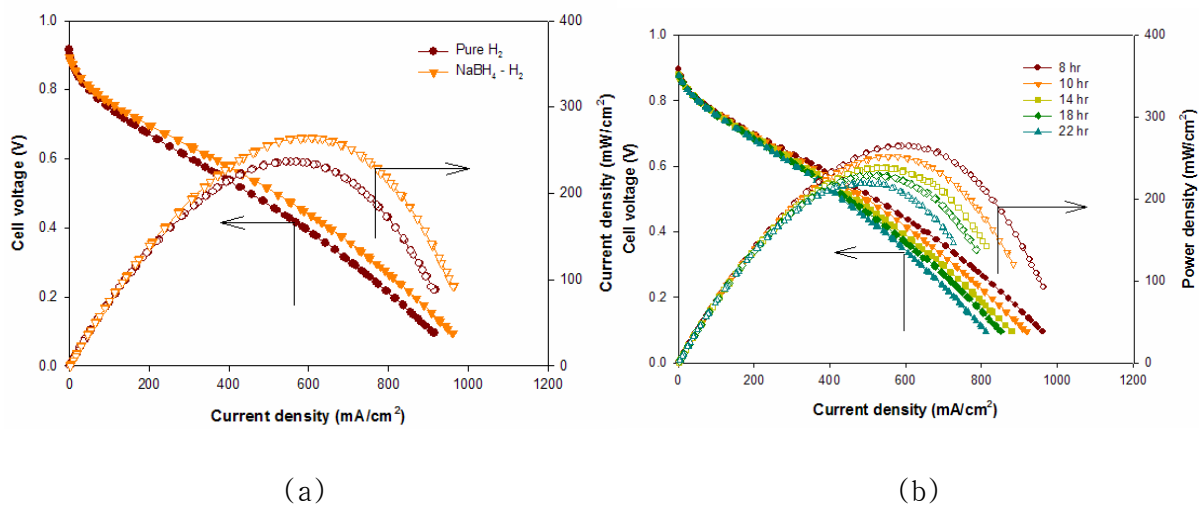 1.0
0.8
0.6
0.4
0.2
0.0
Cell voltage (V)
400
300
200
100
0
Current density (mW/cm²)
Pure H₂
NaBH₄ - H₂
0 200 400 600 800 1000 1200
Current density (mA/cm²)
(a)
1.0
0.8
0.6
0.4
0.2
0.0
Cell voltage (V)
400
300
200
100
0
Power density (mW/cm²)
8 hr
10 hr
14 hr
18 hr
22 hr
0 200 400 600 800 1000 1200
Current density (mA/cm²)
(b)